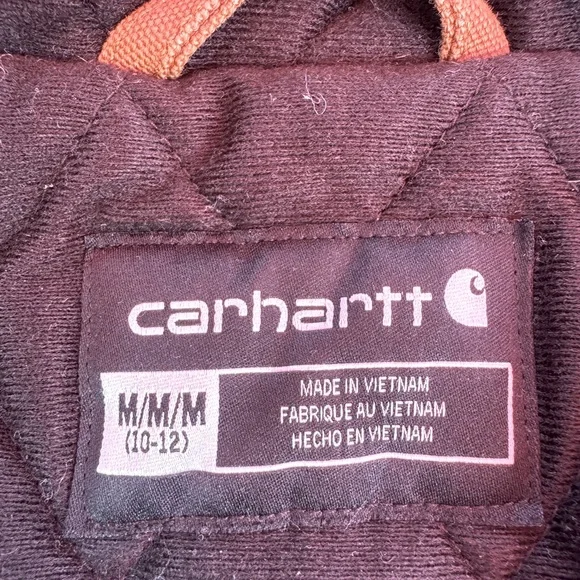 carhartt
M/M/M
(10-12)
MADE IN VIETNAM
FABRIQUE AU VIETNAM
HECHO EN VIETNAM